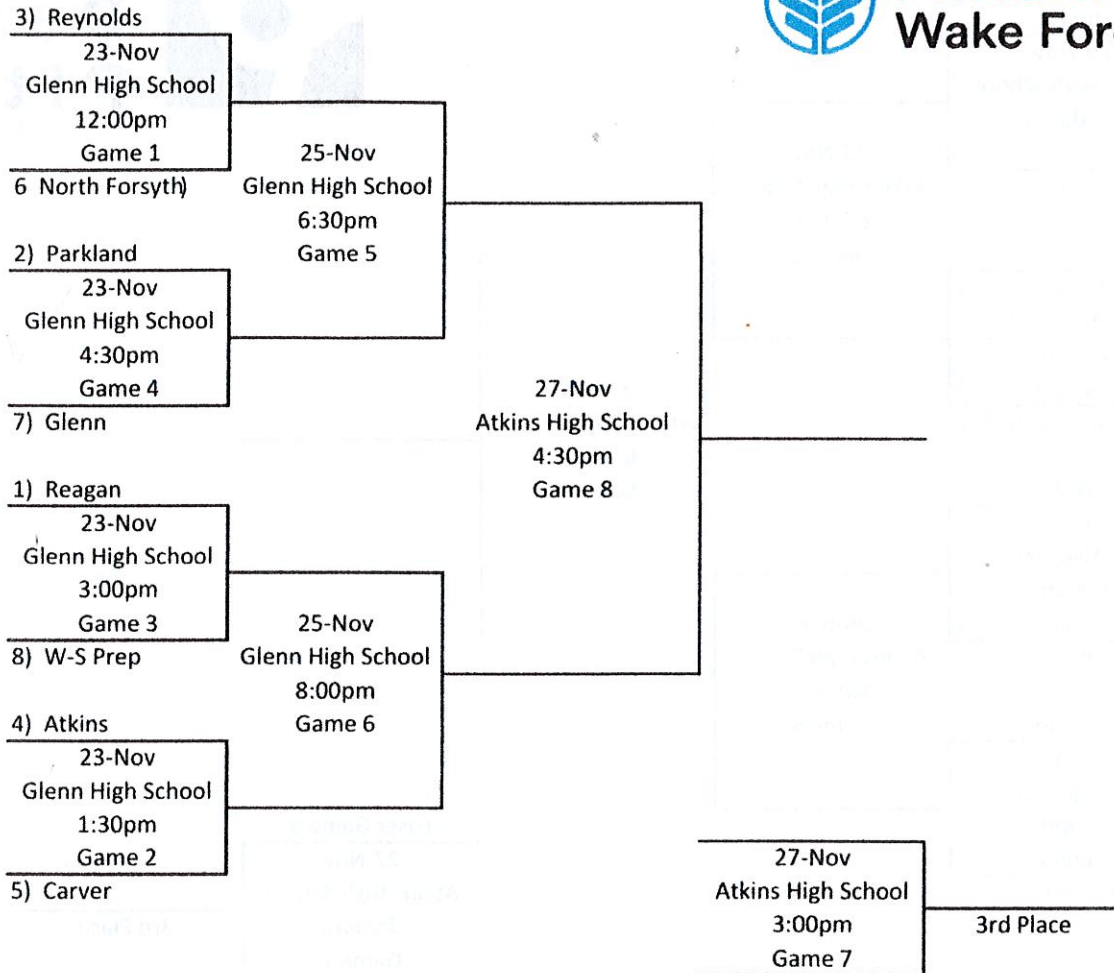 3) Reynolds
23-Nov
Glenn High School
12:00pm
Game 1
6 North Forsyth)
2) Parkland
23-Nov
Glenn High School
4:30pm
Game 4
7) Glenn
25-Nov
Glenn High School
6:30pm
Game 5
1) Reagan
23-Nov
Glenn High School
3:00pm
Game 3
8) W-S Prep
4) Atkins
23-Nov
Glenn High School
1:30pm
Game 2
5) Carver
25-Nov
Glenn High School
8:00pm
Game 6
27-Nov
Atkins High School
4:30pm
Game 8
27-Nov
Atkins High School
3:00pm
Game 7
3rd Place
Wake